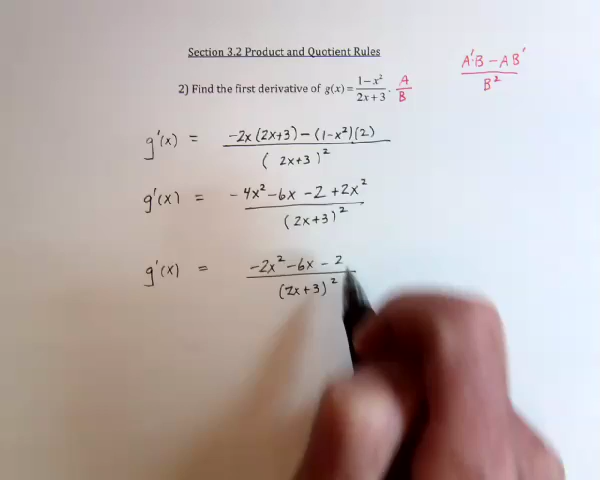 Section 3.2 Product and Quotient Rules
A'B - AB' / B²
2) Find the first derivative of g(x) = (1-x²)/(2x+3). A/B
g'(x) = (-2x(2x+3) - (1-x²)(2)) / (2x+3)²
g'(x) = (-4x² - 6x - 2 + 2x²) / (2x+3)²
g'(x) = (-2x² - 6x - 2) / (2x+3)²